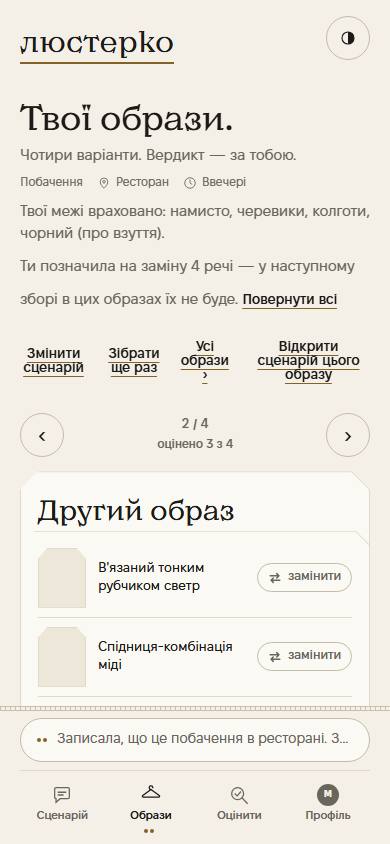 люстерко
Твої образи.
Чотири варіанти. Вердикт — за тобою.
Побачення Ресторан Ввечері
Твої межі враховано: намисто, черевики, колготи,
чорний (про взуття).
Ти позначила на заміну 4 речі — у наступному
зборі в цих образах їх не буде. Повернути всі
Змінити
сценарій
Зібрати
ще раз
Усі
образи
›
Відкрити
сценарій цього
образу
‹
2 / 4
оцінено 3 з 4
›
Другий образ
В'язаний тонким
рубчиком светр
замінити
Спідниця-комбінація
міді
замінити
Записала, що це побачення в ресторані. З...
Сценарій Образи Оцінити Профіль
М